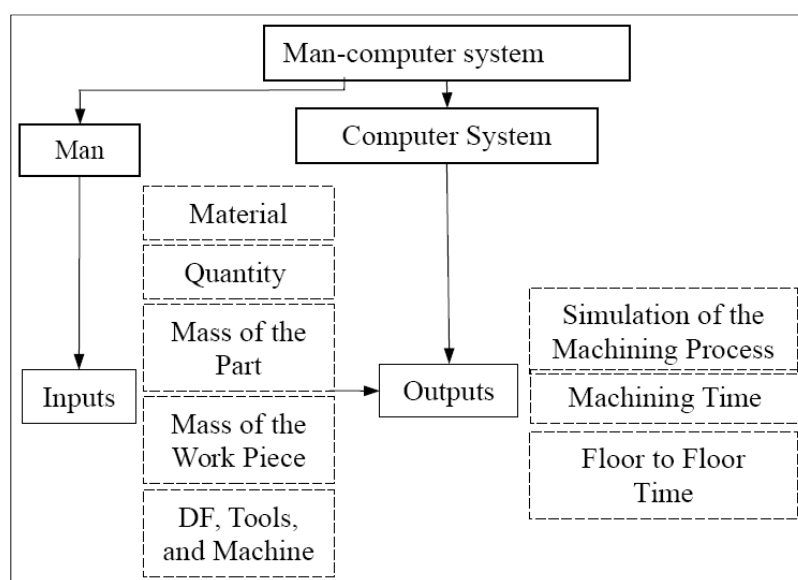 Man-computer system
Man
Computer System
Material
Quantity
Mass of the
Part
Inputs
Mass of the
Work Piece
DF, Tools,
and Machine
Outputs
Simulation of the
Machining Process
Machining Time
Floor to Floor
Time